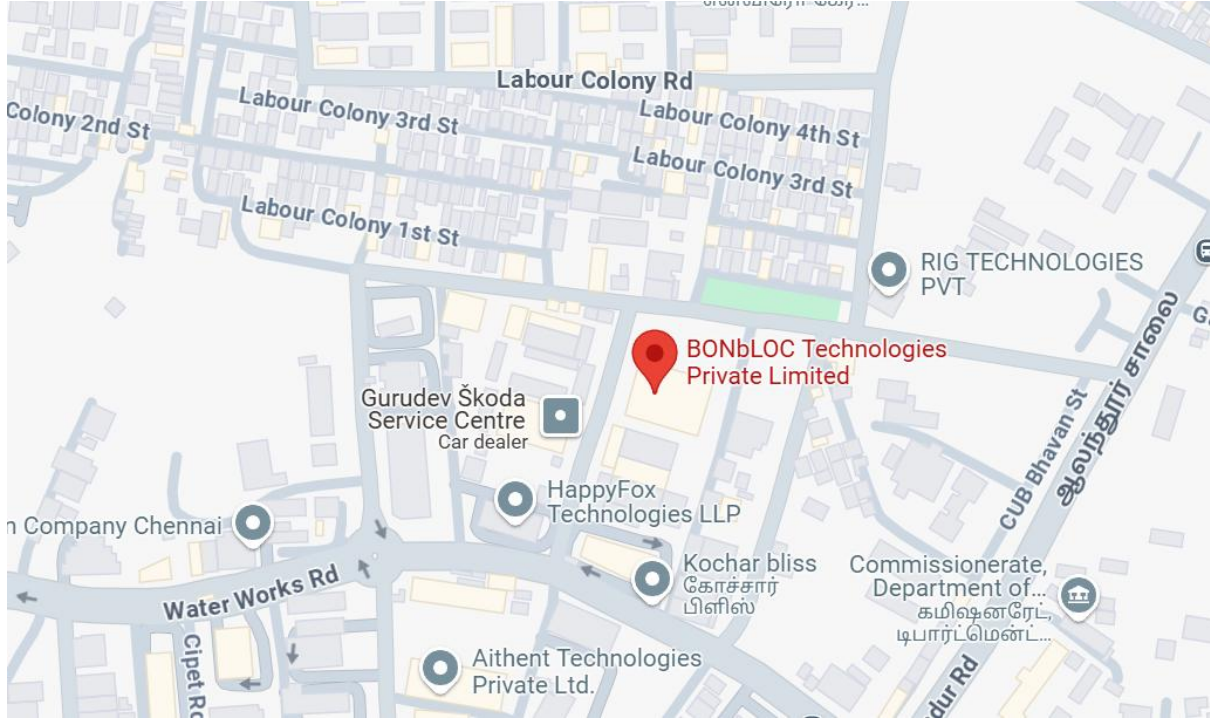 Labour Colony Rd
Labour Colony 3rd St
Labour Colony 4th St
Colony 2nd St
Labour Colony 3rd St
Labour Colony 1st St
RIG TECHNOLOGIES
PVT
BONbLOC Technologies
Private Limited
Gurudev Škoda
Service Centre
Car dealer
ஆலந்தூர் சாலை
CUB Bhavan St
HappyFox
Technologies LLP
n Company Chennai
Kochar bliss
கோச்சார்
பிளிஸ்
Commissionerate,
Department of...
கமிஷனரேட்,
டிபார்ட்மென்ட்...
Water Works Rd
Cipet Ro
Aithent Technologies
Private Ltd.
dur Rd